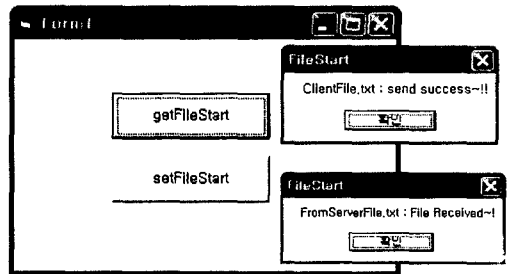 Form1
getFileStart
setFileStart
FileStart
ClientFile.txt : send success~!!
확인
FileStart
FromServerFile.txt : File Received~!
확인